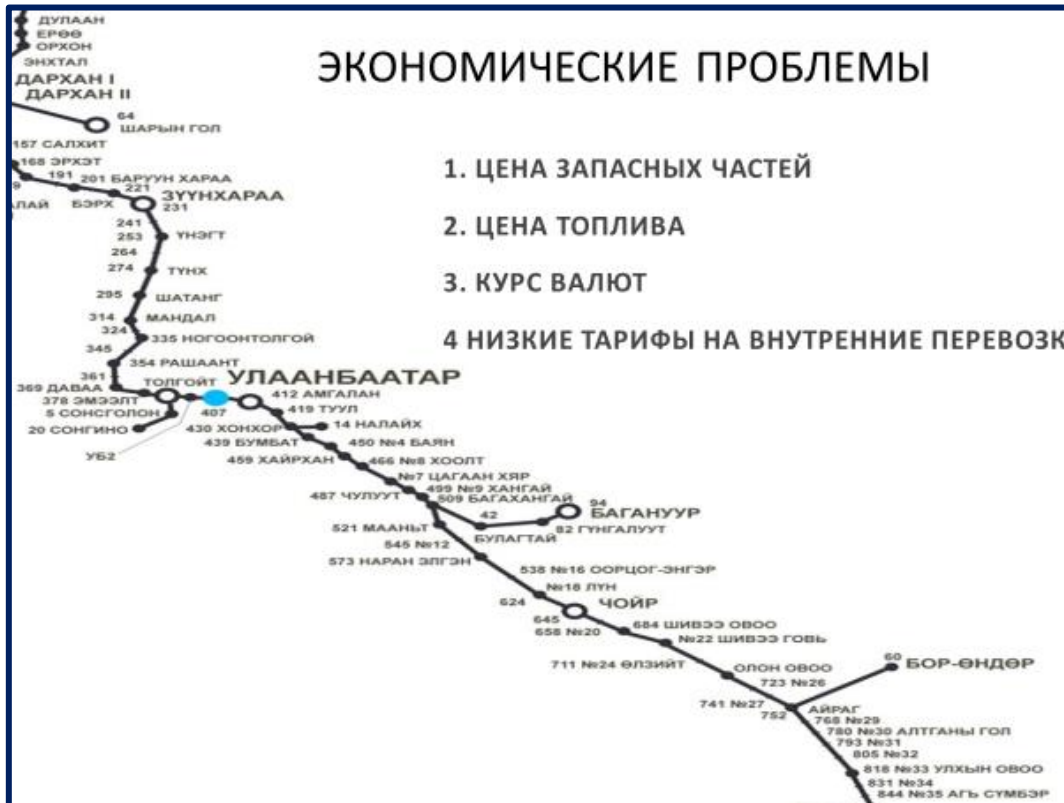 ЭКОНОМИЧЕСКИЕ ПРОБЛЕМЫ
1. ЦЕНА ЗАПАСНЫХ ЧАСТЕЙ
2. ЦЕНА ТОПЛИВА
3. КУРС ВАЛЮТ
4 НИЗКИЕ ТАРИФЫ НА ВНУТРЕННИЕ ПЕРЕВОЗК
ДУЛААН
ЕРӨӨ
ОРХОН
ЭНХТАЛ
ДАРХАН I
ДАРХАН II
64
ШАРЫН ГОЛ
157 САЛХИТ
168 ЭРХЭТ
9
191
201 БАРУУН ХАРАА
АЛАЙ
БЭРХ
221
ЗҮҮНХАРАА
231
241
253
ҮНЭГТ
264
274
ТҮНХ
295
ШАТАНГ
314
МАНДАЛ
324
335 НОГООНТОЛГОЙ
345
354 РАШААНТ
361
369 ДАВАА
ТОЛГОЙТ
УЛААНБААТАР
378 ЭМЭЭЛТ
412 АМГАЛАН
5 СОНСГОЛОН
407
419 ТУУЛ
20 СОНГИНО
430 ХОНХОР
14 НАЛАЙХ
УБ2
439 БУМБАТ
450 №4 БАЯН
459 ХАЙРХАН
466 №8 ХООЛТ
№7 ЦАГААН ХЯР
487 ЧУЛУУТ
499 №9 ХАНГАЙ
509 БАГАХАНГАЙ
94
БАГАНУУР
42
82 ГҮНГАЛУУТ
521 МААНЬТ
БУЛАГТАЙ
545 №12
573 НАРАН ЭЛГЭН
538 №16 ООРЦОГ-ЭНГЭР
№18 ЛҮН
624
ЧОЙР
645
658 №20
684 ШИВЭЭ ОВОО
№22 ШИВЭЭ ГОВЬ
711 №24 ӨЛЗИЙТ
ОЛОН ОВОО
723 №26
60
БОР-ӨНДӨР
741 №27
752
АЙРАГ
768 №29
780 №30 АЛТГАНЫ ГОЛ
793 №31
805 №32
818 №33 УЛХЫН ОВОО
831 №34
844 №35 АГЬ СҮМБЭР